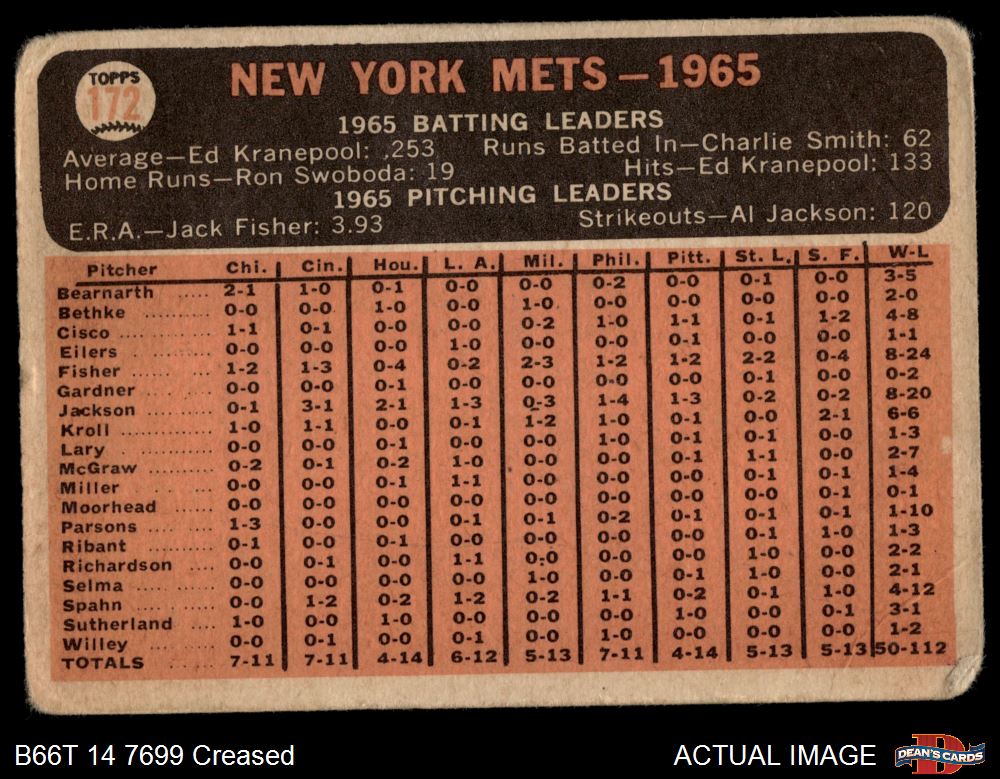 TOPPS
172
NEW YORK METS—1965
1965 BATTING LEADERS
Average—Ed Kranepool: .253 Runs Batted In—Charlie Smith: 62
Home Runs—Ron Swoboda: 19 Hits—Ed Kranepool: 133
1965 PITCHING LEADERS
E.R.A.—Jack Fisher: 3.93 Strikeouts—Al Jackson: 120
Pitcher Chi. Cin. Hou. L. A. Mil. Phil. Pitt. St. L. S. F. W-L
Bearnarth 2-1 1-0 0-1 0-0 0-0 0-2 0-0 0-1 0-0 3-5
Bethke 0-0 0-0 1-0 0-0 1-0 0-0 0-0 0-0 0-0 2-0
Cisco 1-1 0-1 0-0 0-0 0-2 1-0 1-1 0-1 1-2 4-8
Eilers 0-0 0-0 0-0 1-0 0-0 0-0 0-0 0-1 0-0 1-1
Fisher 1-2 1-3 0-4 0-2 2-3 1-2 1-2 2-2 0-4 8-24
Gardner 0-0 0-0 0-1 0-0 0-0 0-0 0-0 0-1 0-0 0-2
Jackson 0-1 3-1 2-1 1-3 0-3 1-4 1-3 0-2 0-2 8-20
Kroll 1-0 1-1 0-0 0-1 1-2 1-0 0-1 0-0 2-1 6-6
Lary 0-0 0-0 0-1 0-0 0-0 1-0 0-1 0-1 0-0 1-3
McGraw 0-2 0-1 0-2 1-0 0-0 0-0 0-1 1-1 0-0 2-7
Miller 0-0 0-0 0-0 1-1 0-0 0-0 0-0 0-0 0-1 1-4
Moorhead 0-0 0-0 0-0 0-0 0-0 0-0 0-0 0-0 0-1 0-1
Parsons 1-3 0-0 0-0 0-1 0-1 0-2 0-1 0-1 0-1 1-10
Ribant 0-1 0-0 0-1 0-0 0-0 0-0 0-0 0-1 1-0 1-3
Richardson 0-0 0-1 0-0 1-1 0-0 0-0 0-0 1-0 0-0 2-2
Selma 0-0 0-0 0-0 0-0 1-0 0-0 0-1 1-0 0-0 2-1
Spahn 0-0 1-2 0-2 1-2 0-2 1-1 0-2 0-1 1-0 4-12
Sutherland 1-0 0-0 1-0 0-0 0-0 0-0 1-0 0-0 0-1 3-1
Willey 0-0 0-1 0-0 0-1 0-0 1-0 0-0 0-0 0-0 1-2
TOTALS 7-11 7-11 4-14 6-12 5-13 7-11 4-14 5-13 5-13 50-112
B66T 14 7699 Creased
ACTUAL IMAGE
DEAN'S CARDS